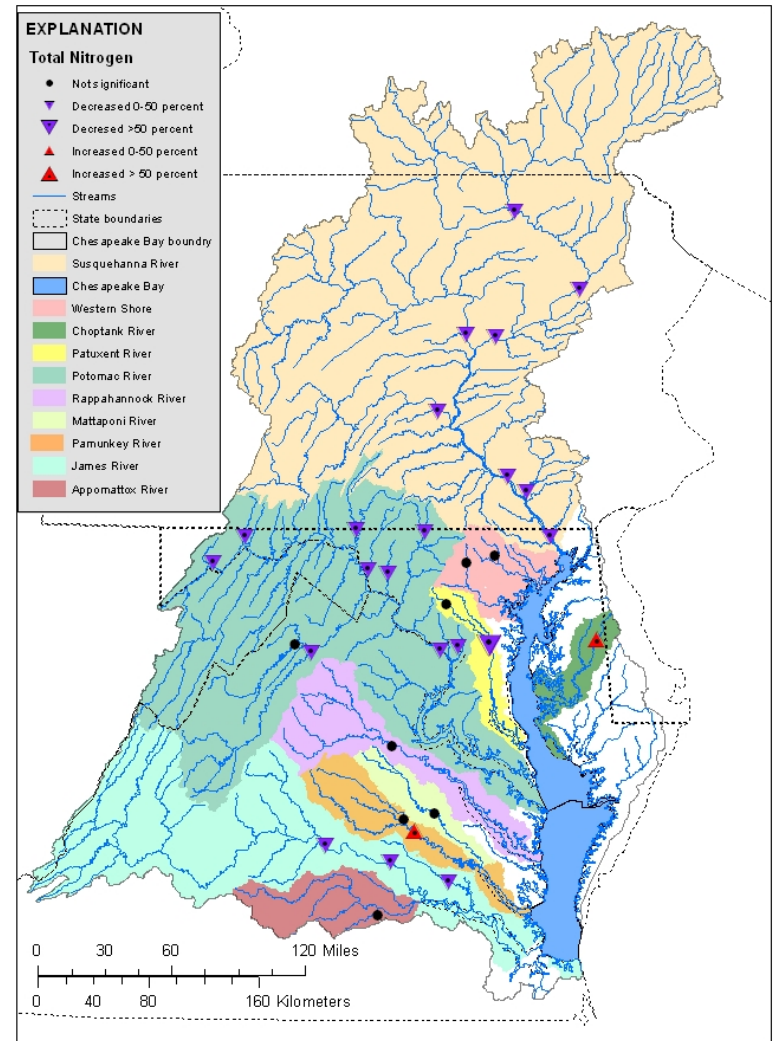 EXPLANATION
Total Nitrogen
Not significant
Decreased 0-50 percent
Decresed >50 percent
Increased 0-50 percent
Increased > 50 percent
Streams
State boundaries
Chesapeake Bay boundry
Susquehanna River
Chesapeake Bay
Western Shore
Choptank River
Patuxent River
Potomac River
Rappahannock River
Mattaponi River
Pamunkey River
James River
Appomattox River
0 30 60 120 Miles
0 40 80 160 Kilometers